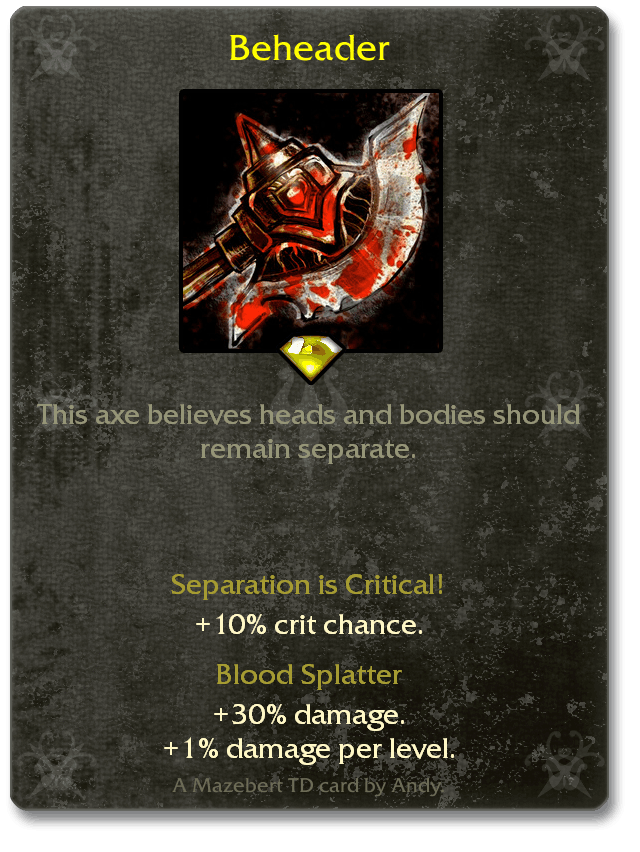 Beheader
This axe believes heads and bodies should
remain separate.
Separation is Critical!
+10% crit chance.
Blood Splatter
+30% damage.
+1% damage per level.
A Mazebert TD card by Andy.